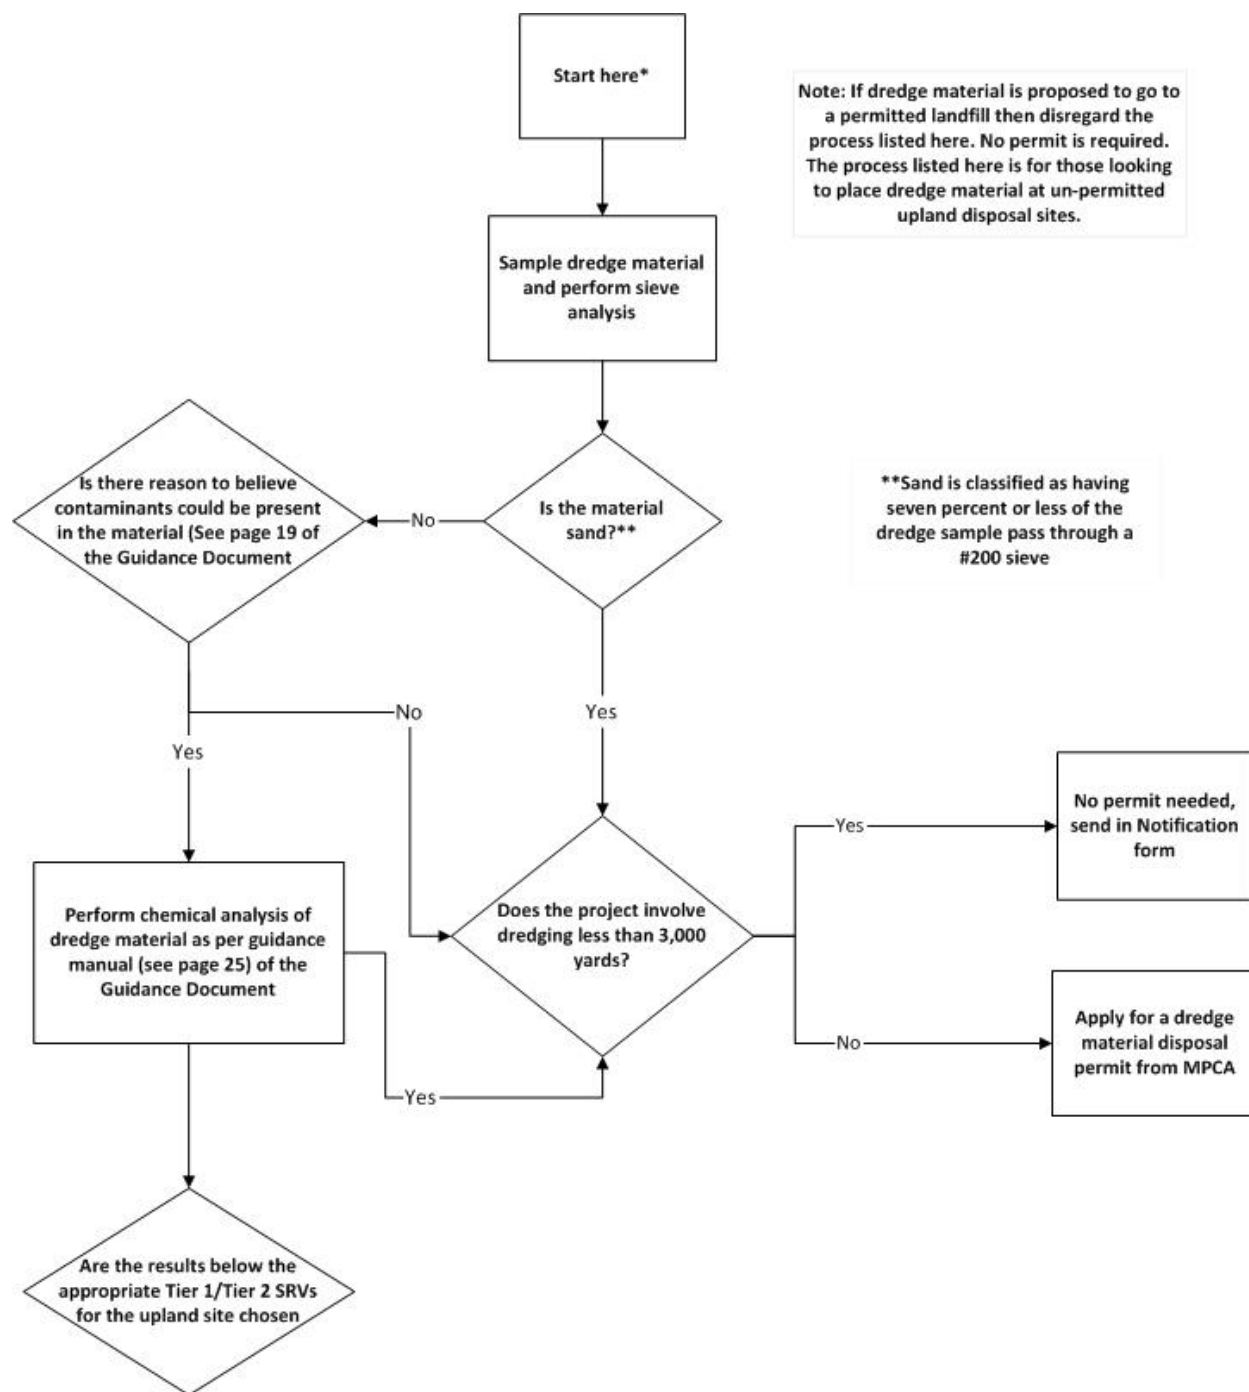 Start here*
Note: If dredge material is proposed to go to
a permitted landfill then disregard the
process listed here. No permit is required.
The process listed here is for those looking
to place dredge material at un-permitted
upland disposal sites.
Sample dredge material
and perform sieve
analysis
Is there reason to believe
contaminants could be present
in the material (See page 19 of
the Guidance Document
No
Is the material
sand?**
**Sand is classified as having
seven percent or less of the
dredge sample pass through a
#200 sieve
No
Yes
Yes
Yes
No permit needed,
send in Notification
form
Perform chemical analysis of
dredge material as per guidance
manual (see page 25) of the
Guidance Document
Does the project involve
dredging less than 3,000
yards?
No
Apply for a dredge
material disposal
permit from MPCA
Yes
Are the results below the
appropriate Tier 1/Tier 2 SRVs
for the upland site chosen